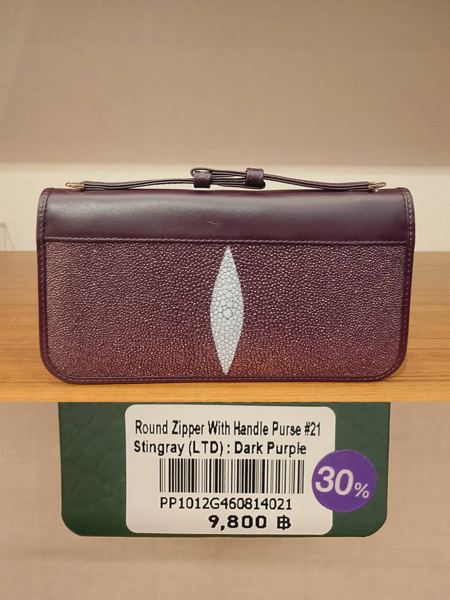 Round Zipper With Handle Purse #21
Stingray (LTD) : Dark Purple
PP1012G460814021
9,800 ฿
30%